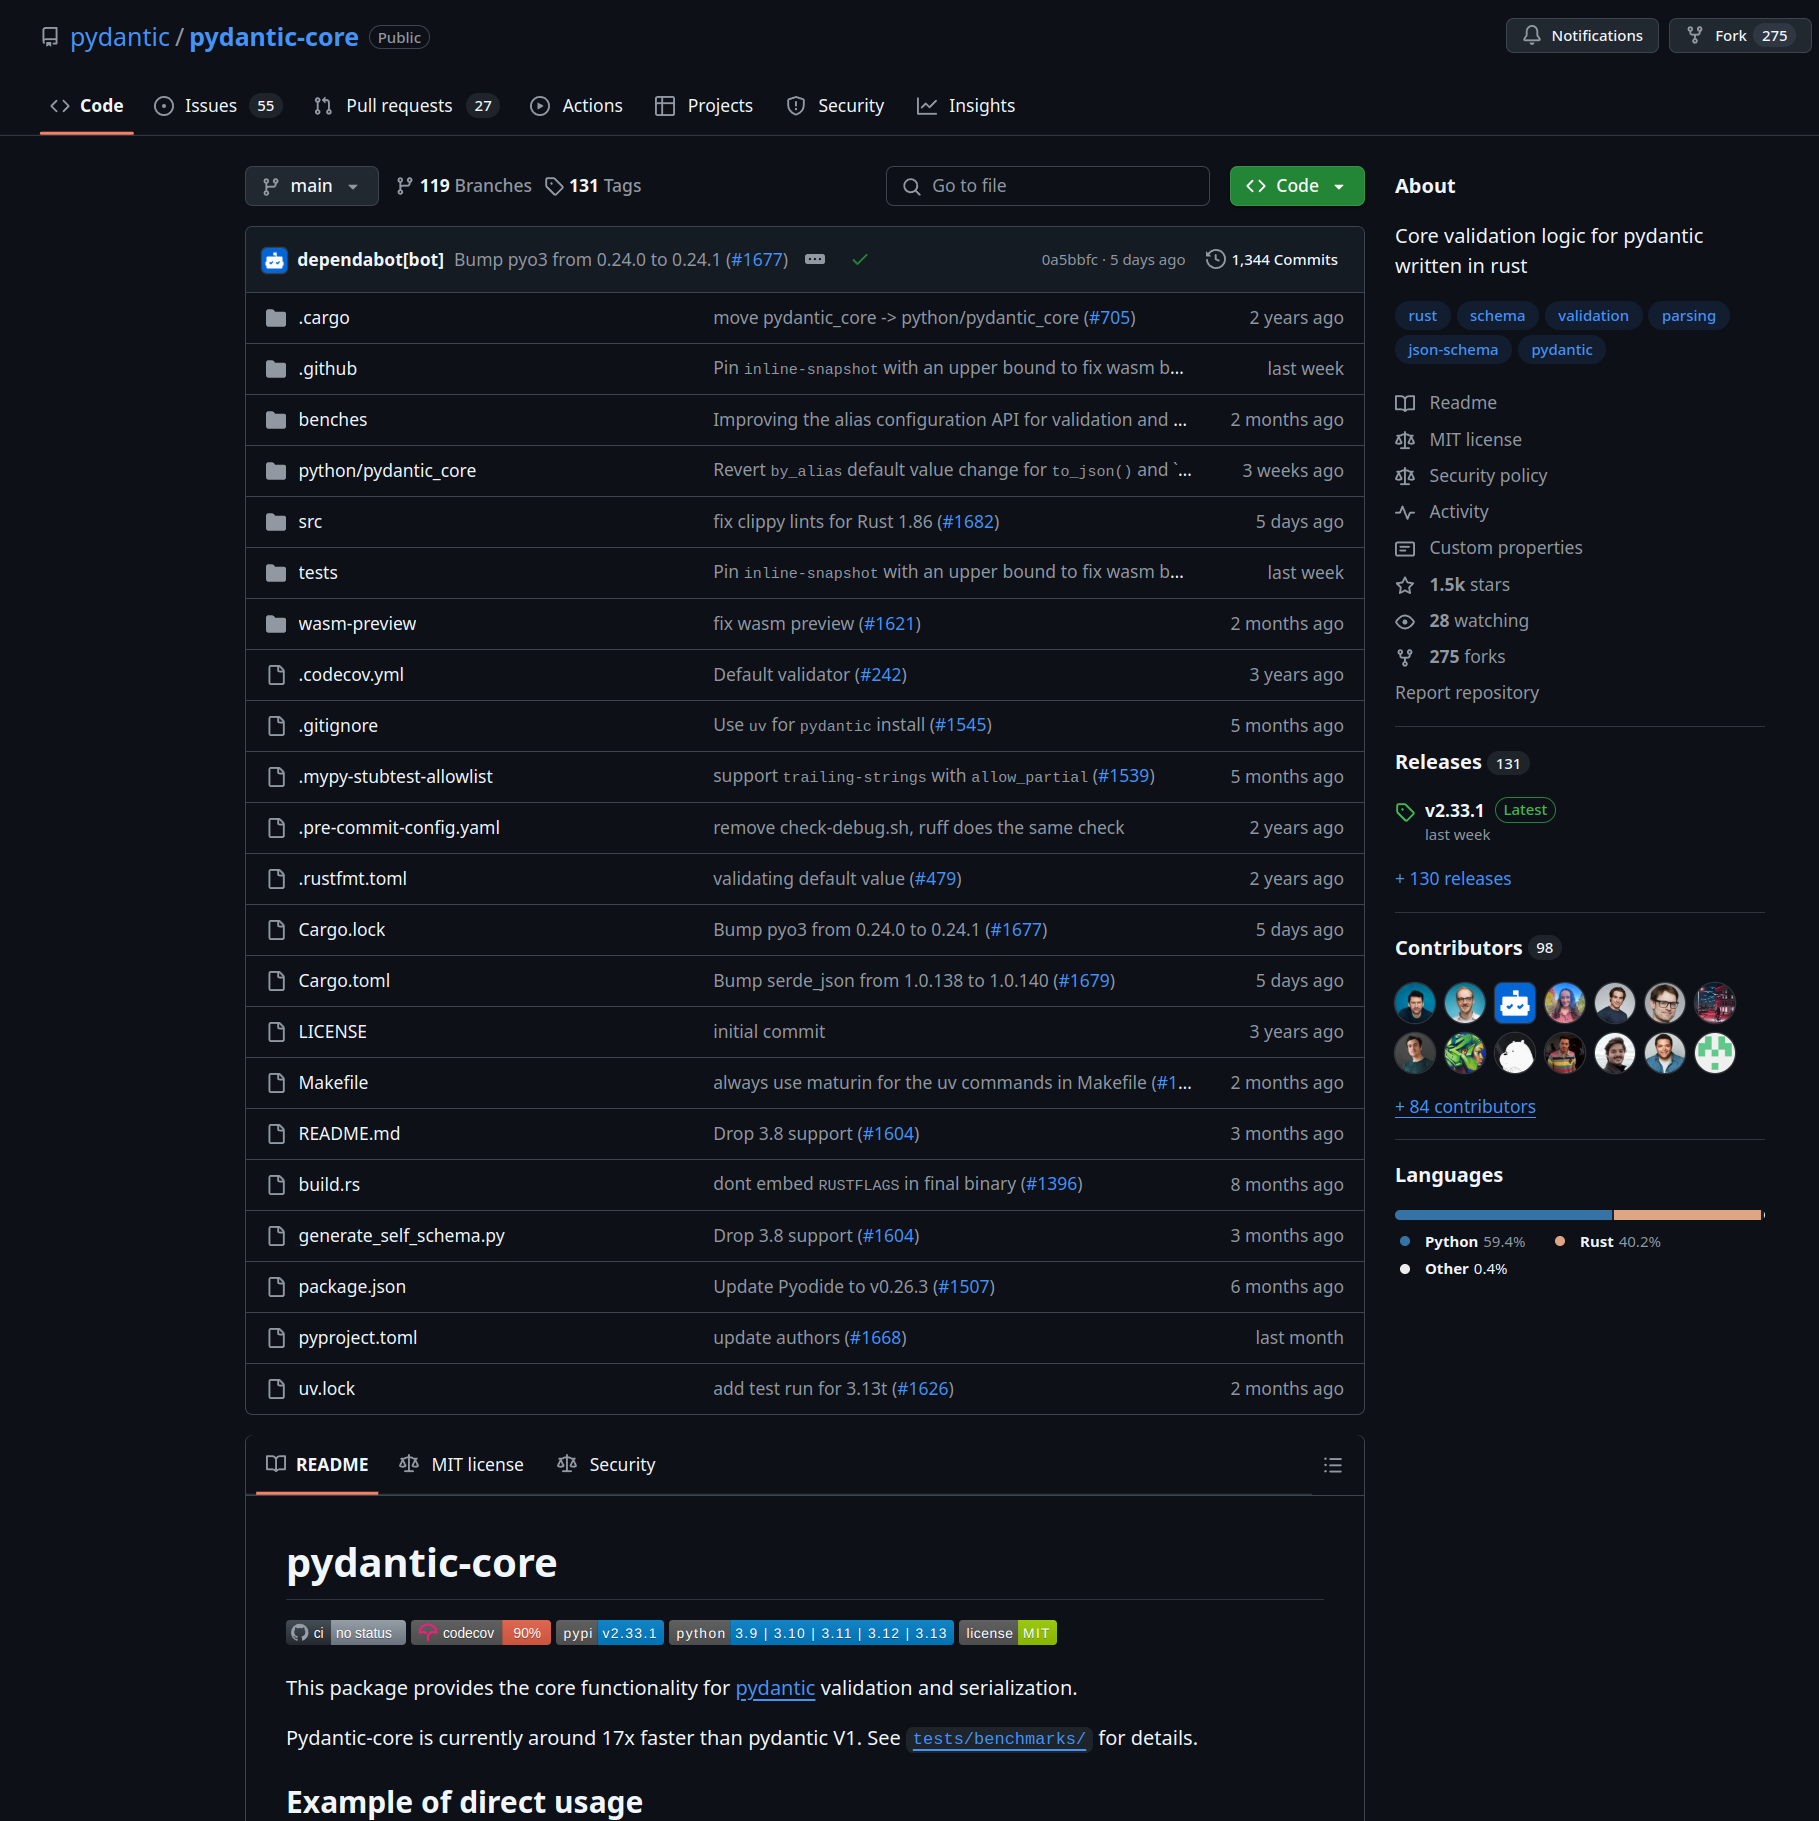 pydantic / pydantic-core Public
Notifications
Fork 275
Code
Issues 55
Pull requests 27
Actions
Projects
Security
Insights
main
119 Branches
131 Tags
Go to file
Code
dependabot[bot] Bump pyo3 from 0.24.0 to 0.24.1 (#1677)
0a5bbfc · 5 days ago
1,344 Commits
.cargo move pydantic_core -> python/pydantic_core (#705) 2 years ago
.github Pin inline-snapshot with an upper bound to fix wasm b... last week
benches Improving the alias configuration API for validation and ... 2 months ago
python/pydantic_core Revert by_alias default value change for to_json() and `... 3 weeks ago
src fix clippy lints for Rust 1.86 (#1682) 5 days ago
tests Pin inline-snapshot with an upper bound to fix wasm b... last week
wasm-preview fix wasm preview (#1621) 2 months ago
.codecov.yml Default validator (#242) 3 years ago
.gitignore Use uv for pydantic install (#1545) 5 months ago
.mypy-stubtest-allowlist support trailing-strings with allow_partial (#1539) 5 months ago
.pre-commit-config.yaml remove check-debug.sh, ruff does the same check 2 years ago
.rustfmt.toml validating default value (#479) 2 years ago
Cargo.lock Bump pyo3 from 0.24.0 to 0.24.1 (#1677) 5 days ago
Cargo.toml Bump serde_json from 1.0.138 to 1.0.140 (#1679) 5 days ago
LICENSE initial commit 3 years ago
Makefile always use maturin for the uv commands in Makefile (#1... 2 months ago
README.md Drop 3.8 support (#1604) 3 months ago
build.rs dont embed RUSTFLAGS in final binary (#1396) 8 months ago
generate_self_schema.py Drop 3.8 support (#1604) 3 months ago
package.json Update Pyodide to v0.26.3 (#1507) 6 months ago
pyproject.toml update authors (#1668) last month
uv.lock add test run for 3.13t (#1626) 2 months ago
README
MIT license
Security
pydantic-core
ci no status codecov 90% pypi v2.33.1 python 3.9 | 3.10 | 3.11 | 3.12 | 3.13 license MIT
This package provides the core functionality for pydantic validation and serialization.
Pydantic-core is currently around 17x faster than pydantic V1. See tests/benchmarks/ for details.
Example of direct usage
About
Core validation logic for pydantic
written in rust
rust schema validation parsing
json-schema pydantic
Readme
MIT license
Security policy
Activity
Custom properties
1.5k stars
28 watching
275 forks
Report repository
Releases 131
v2.33.1 Latest
last week
+ 130 releases
Contributors 98
+ 84 contributors
Languages
Python 59.4% Rust 40.2%
Other 0.4%